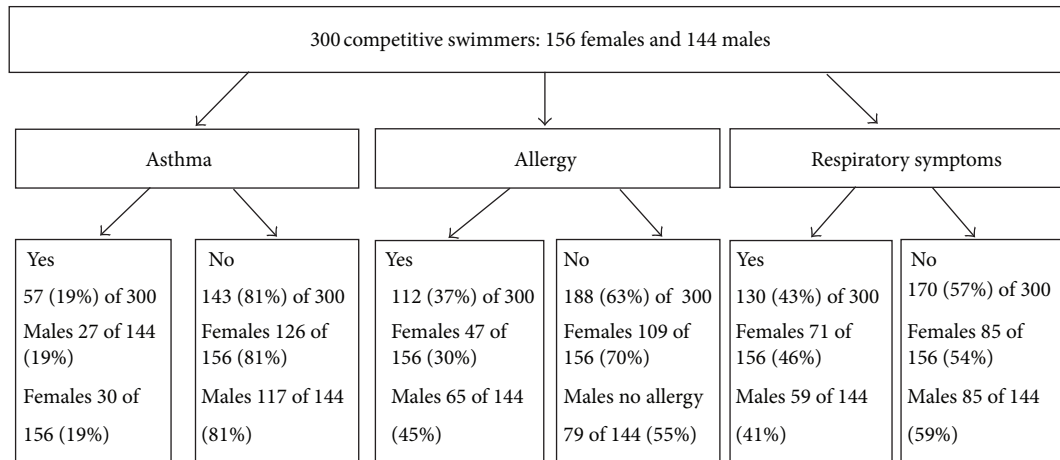 300 competitive swimmers: 156 females and 144 males
Asthma
Allergy
Respiratory symptoms
Yes
57 (19%) of 300
Males 27 of 144
(19%)
Females 30 of
156 (19%)
No
143 (81%) of 300
Females 126 of
156 (81%)
Males 117 of 144
(81%)
Yes
112 (37%) of 300
Females 47 of
156 (30%)
Males 65 of 144
(45%)
No
188 (63%) of 300
Females 109 of
156 (70%)
Males no allergy
79 of 144 (55%)
Yes
130 (43%) of 300
Females 71 of
156 (46%)
Males 59 of 144
(41%)
No
170 (57%) of 300
Females 85 of
156 (54%)
Males 85 of 144
(59%)